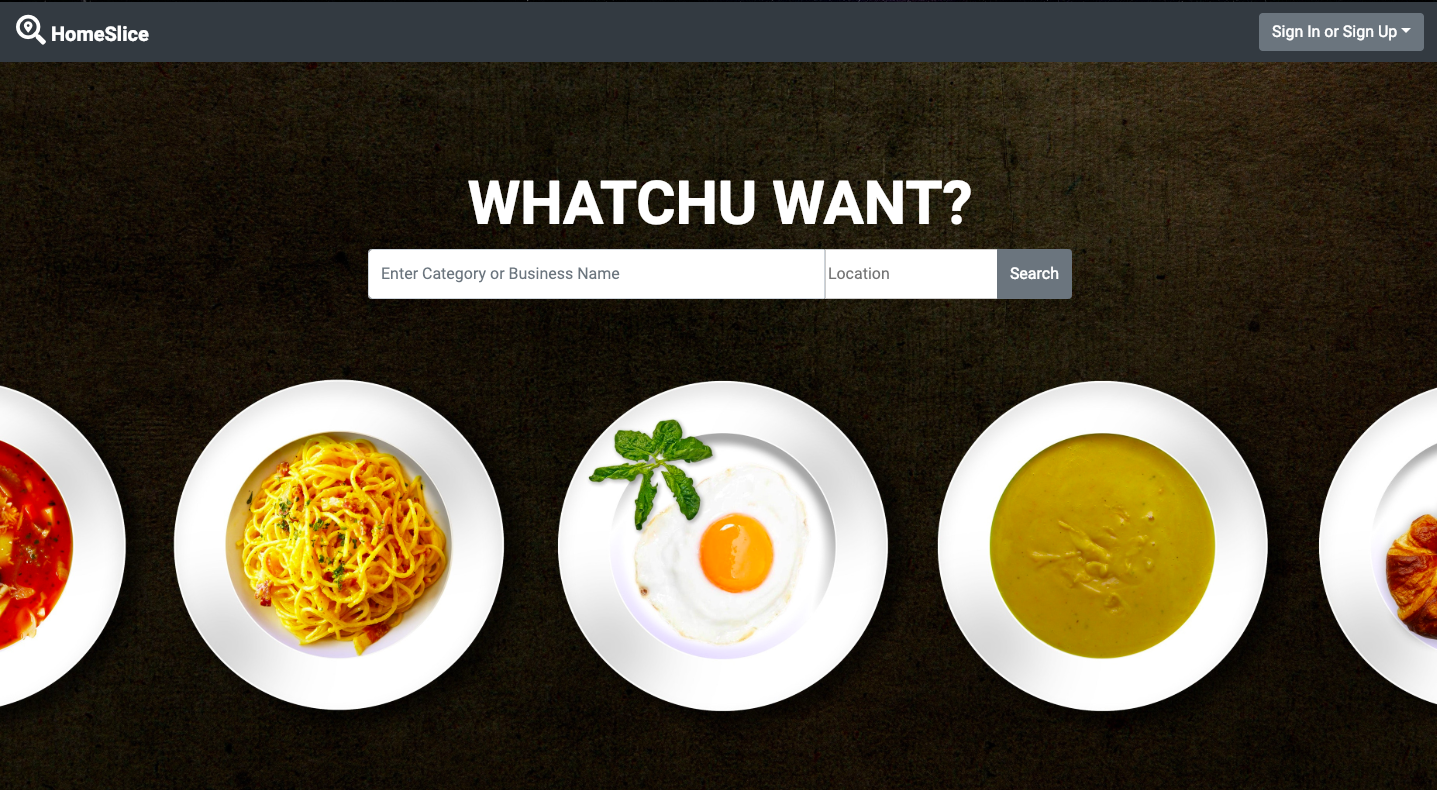 HomeSlice
Sign In or Sign Up
WHATCHU WANT?
Enter Category or Business Name
Location
Search